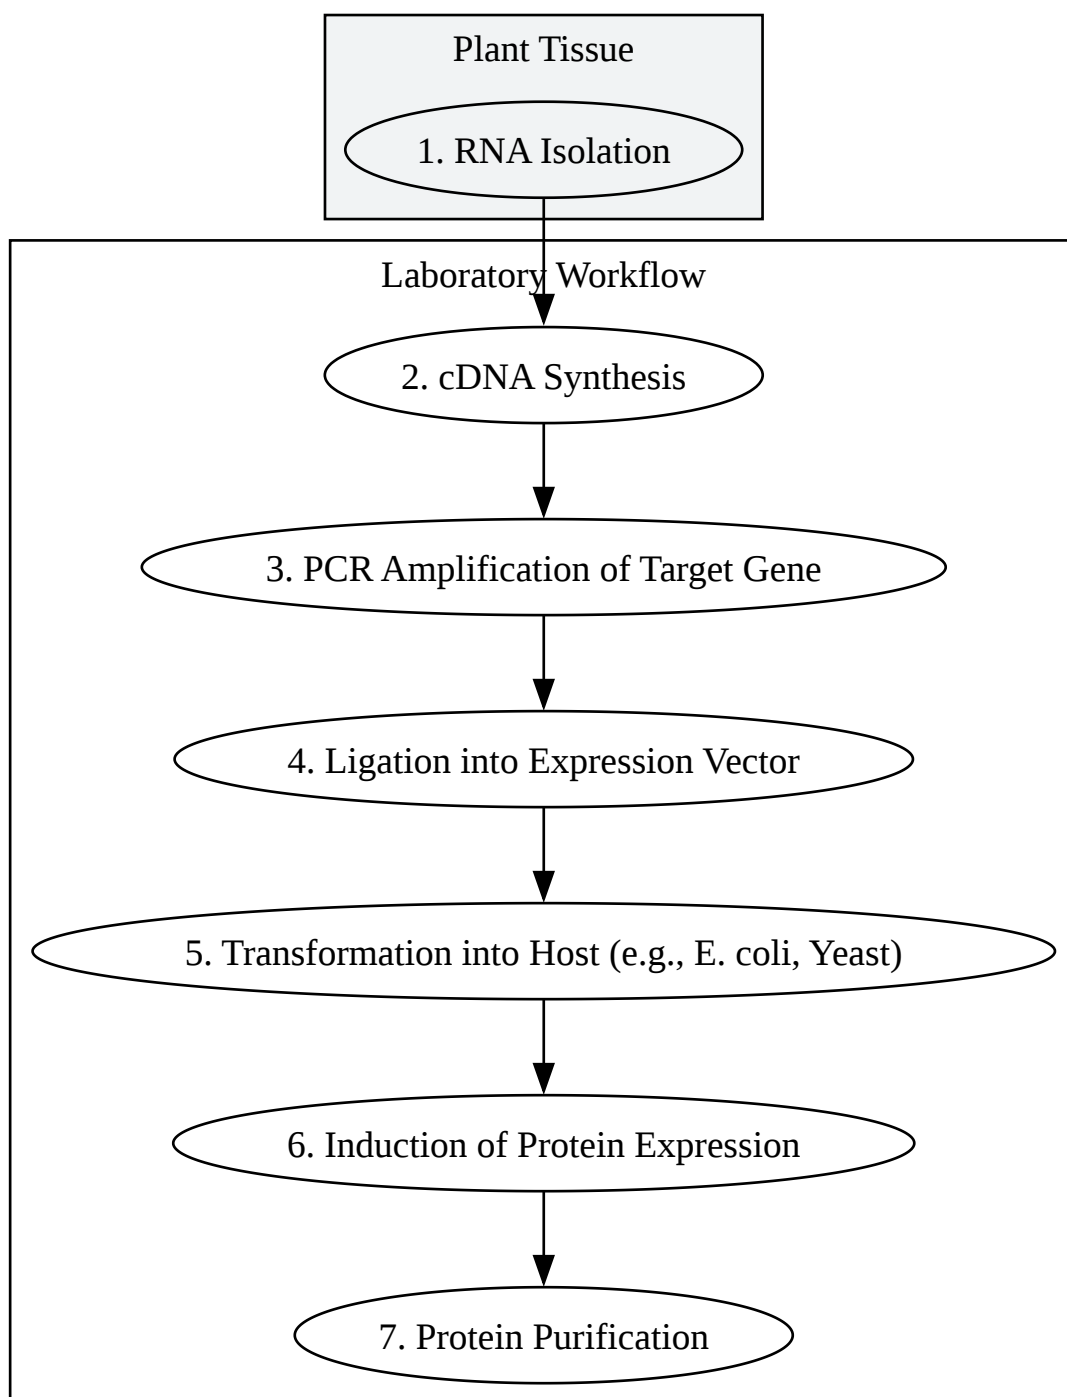 Plant Tissue
1. RNA Isolation
Laboratory Workflow
2. cDNA Synthesis
3. PCR Amplification of Target Gene
4. Ligation into Expression Vector
5. Transformation into Host (e.g., E. coli, Yeast)
6. Induction of Protein Expression
7. Protein Purification